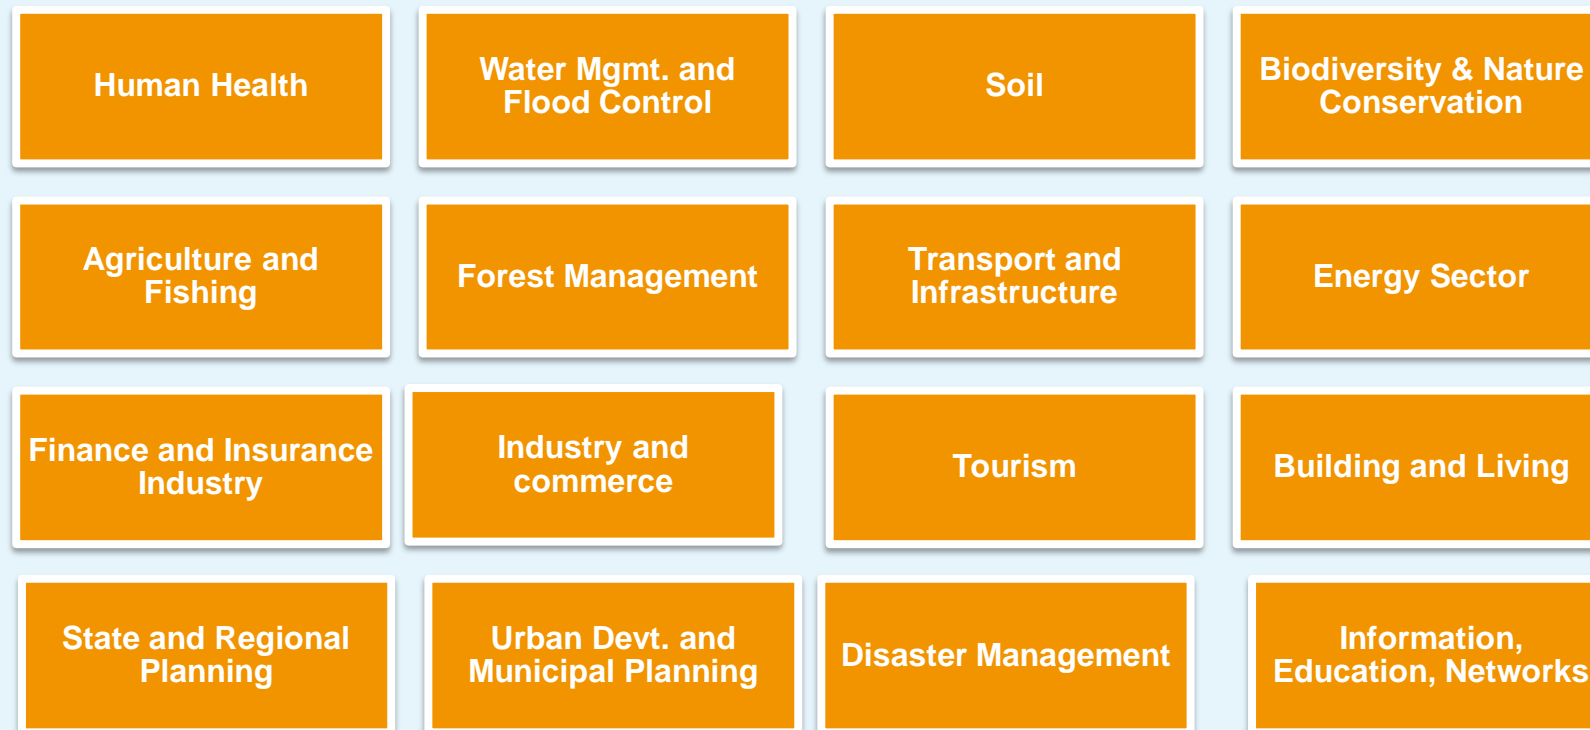 Human Health
Water Mgmt. and
Flood Control
Soil
Biodiversity & Nature
Conservation
Agriculture and
Fishing
Forest Management
Transport and
Infrastructure
Energy Sector
Finance and Insurance
Industry
Industry and
commerce
Tourism
Building and Living
State and Regional
Planning
Urban Devt. and
Municipal Planning
Disaster Management
Information,
Education, Networks